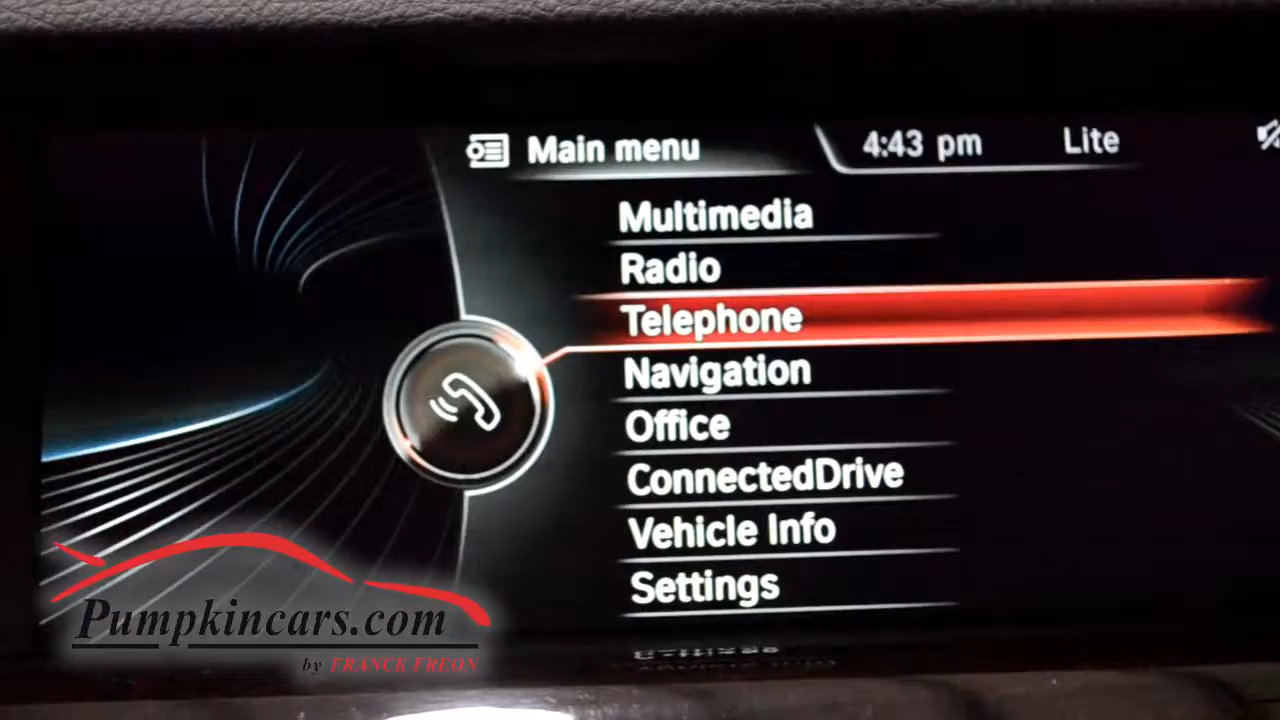 Main menu
4:43 pm
Lite
Multimedia
Radio
Telephone
Navigation
Office
ConnectedDrive
Vehicle Info
Settings
Pumpkincars.com
by FRANCK FREON